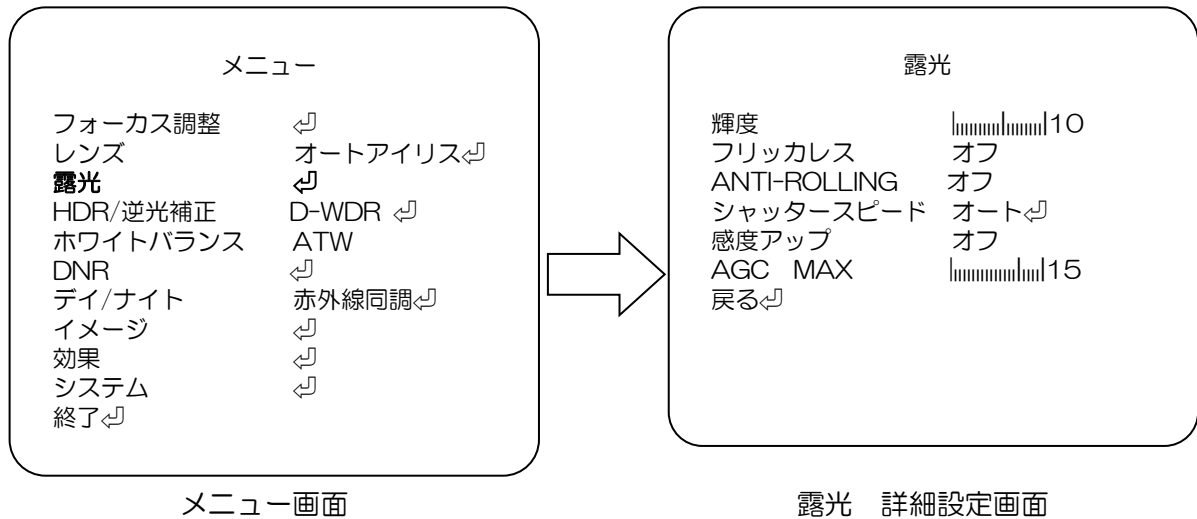 メニュー
フォーカス調整 ⏎
レンズ オートアイリス⏎
露光 ⏎
HDR/逆光補正 D-WDR ⏎
ホワイトバランス ATW
DNR ⏎
デイ/ナイト 赤外線同調⏎
イメージ ⏎
効果 ⏎
システム ⏎
終了⏎
メニュー画面
露光
輝度 10
フリッカレス オフ
ANTI-ROLLING オフ
シャッタースピード オート⏎
感度アップ オフ
AGC MAX 15
戻る⏎
露光 詳細設定画面